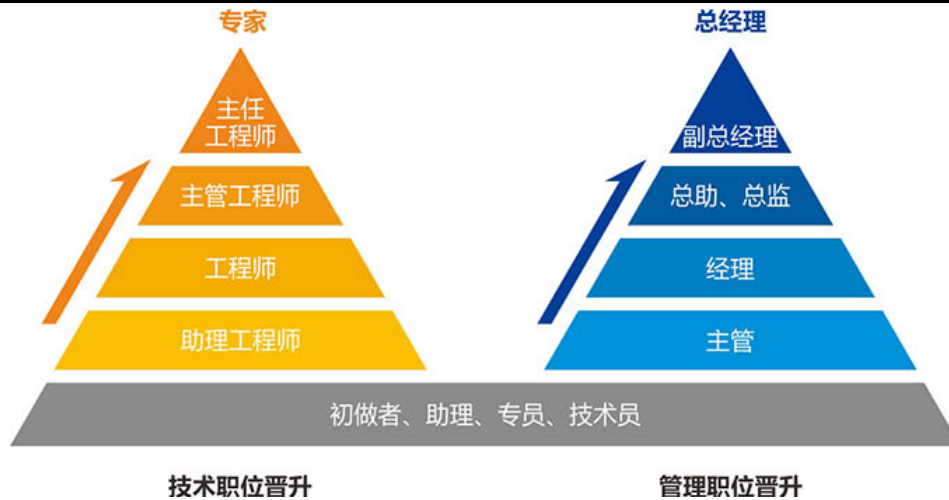 专家
主任
工程师
主管工程师
工程师
助理工程师
总经理
副总经理
总助、总监
经理
主管
初做者、助理、专员、技术员
技术职位晋升
管理职位晋升